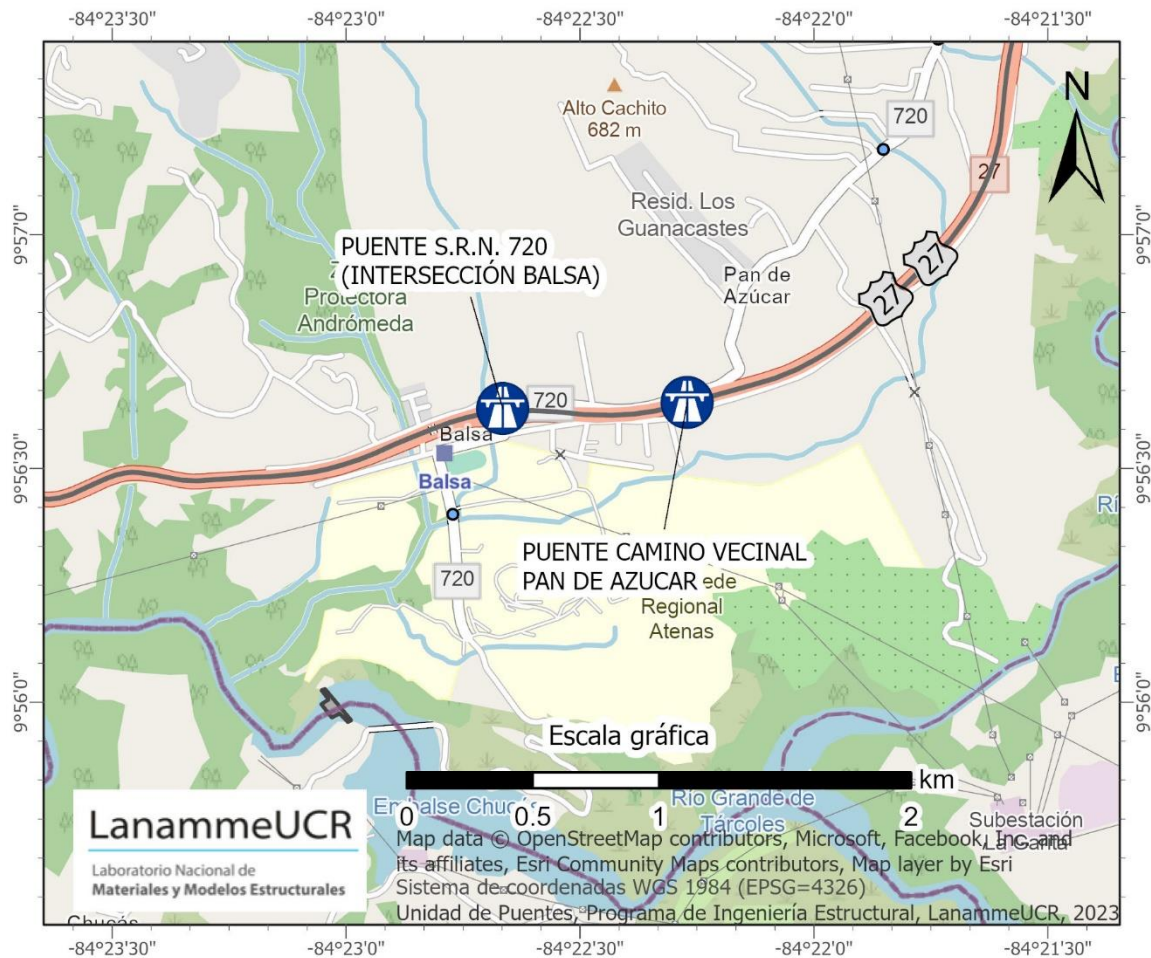 -84°23'30"
-84°23'0"
-84°22'30"
-84°22'0"
-84°21'30"
N
Alto Cachito
682 m
720
27
Resid. Los
Guanacastes
9°57'0"
9°57'0"
PUENTE S.R.N. 720
(INTERSECCIÓN BALSA)
Pan de
Azúcar
27
27
Protectora
Andrómeda
720
Balsa
Balsa
9°56'30"
9°56'30"
PUENTE CAMINO VECINAL
PAN DE AZUCAR
720
Regional
Atenas
9°56'0"
9°56'0"
Escala gráfica
km
0
0.5
1
2
Embalse Chucás
Río Grande de
Tárcoles
Subestación
La Garita
LanammeUCR
Laboratorio Nacional de
Materiales y Modelos Estructurales
Map data © OpenStreetMap contributors, Microsoft, Facebook, Inc. and
its affiliates, Esri Community Maps contributors, Map layer by Esri
Sistema de coordenadas WGS 1984 (EPSG=4326)
Unidad de Puentes, Programa de Ingeniería Estructural, LanammeUCR, 2023
Chucás
-84°23'30"
-84°23'0"
-84°22'30"
-84°22'0"
-84°21'30"